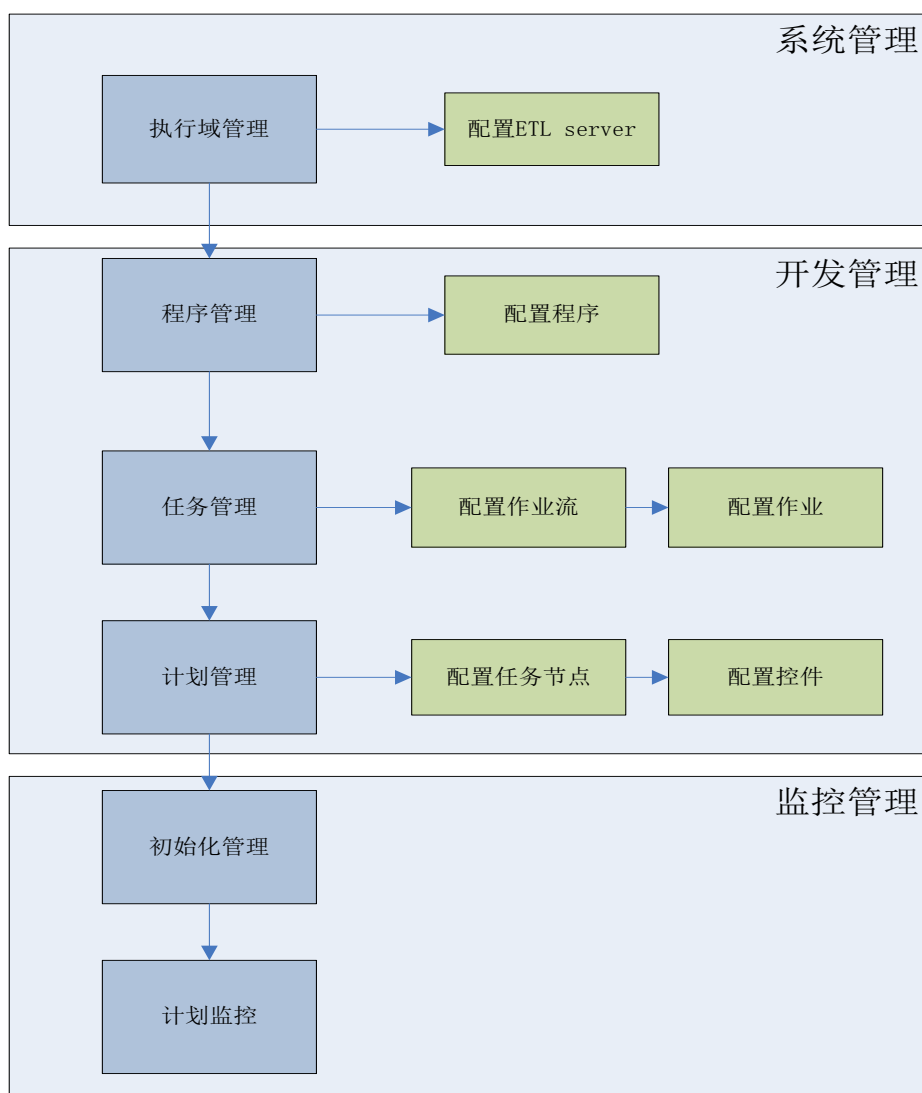 系统管理
执行域管理
配置ETL server
开发管理
程序管理
配置程序
任务管理
配置作业流
配置作业
计划管理
配置任务节点
配置控件
监控管理
初始化管理
计划监控